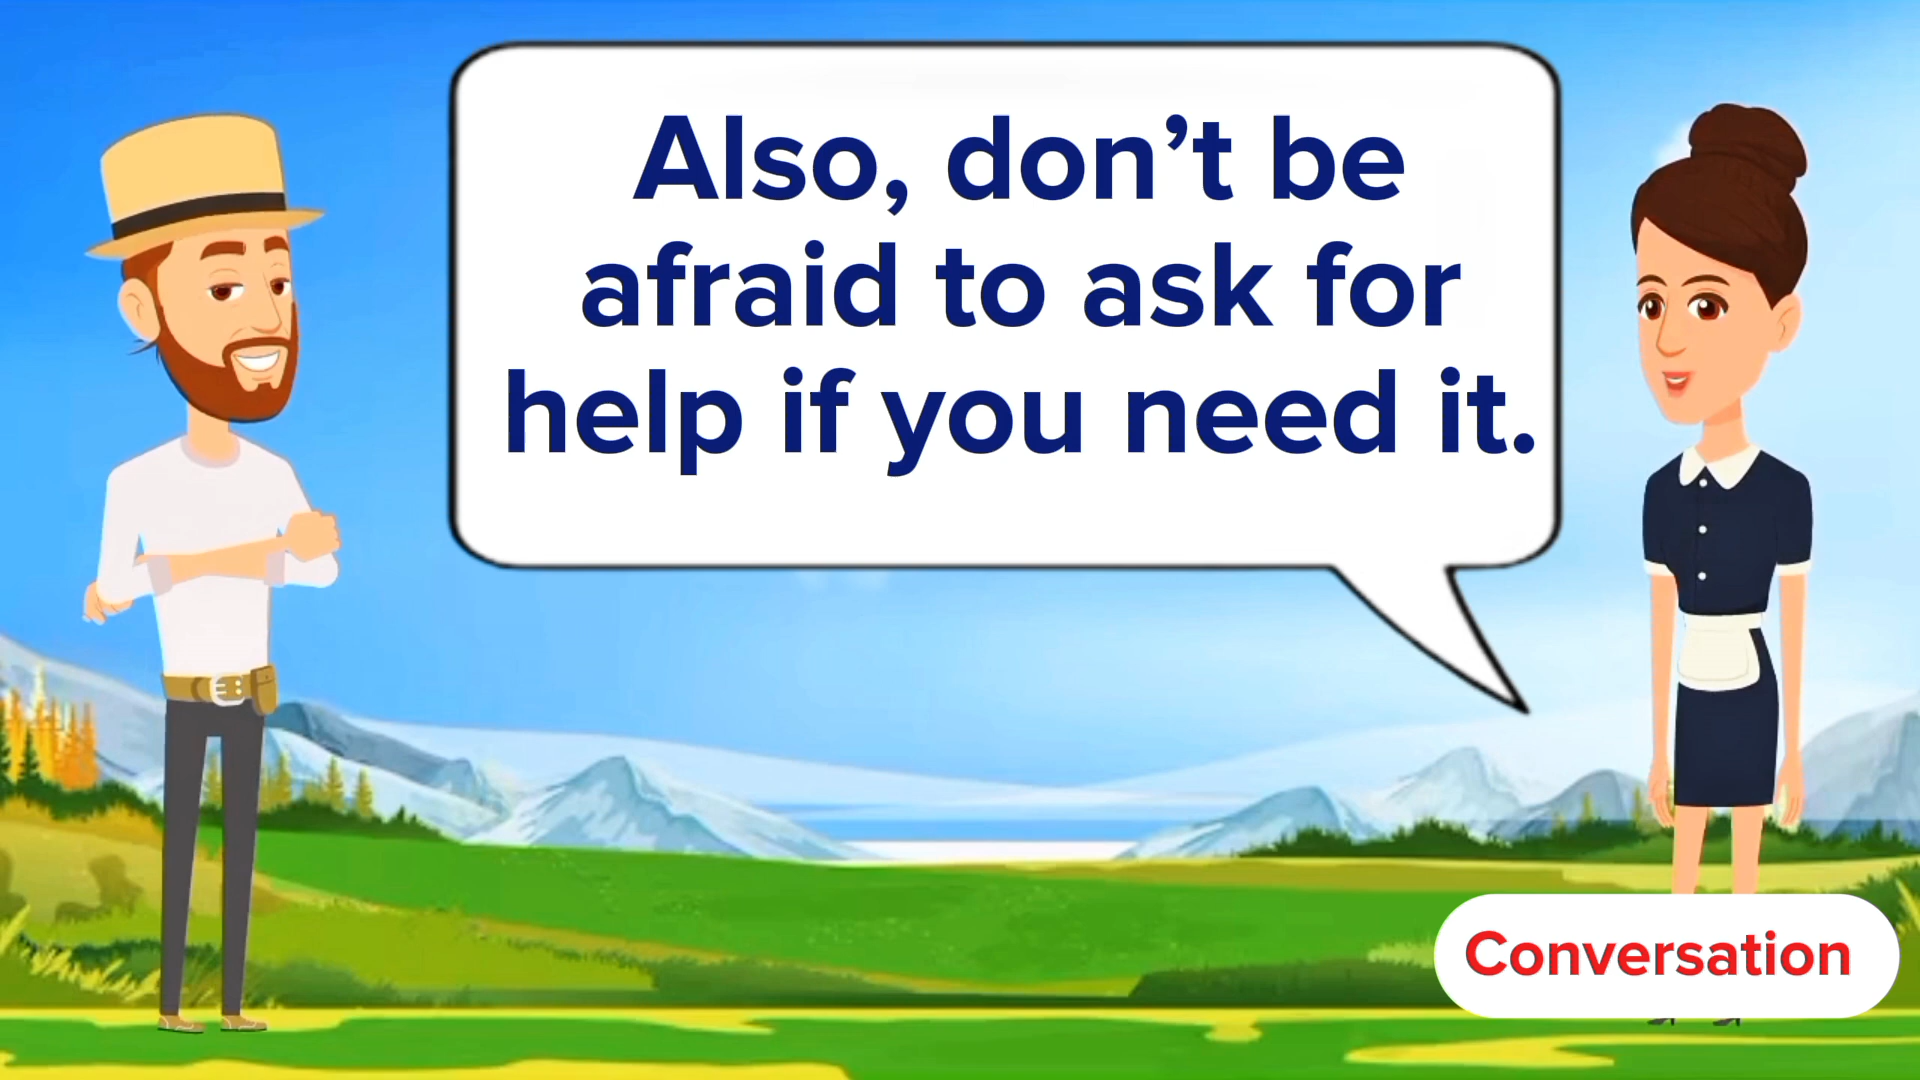 Also, don’t be
afraid to ask for
help if you need it.
Conversation